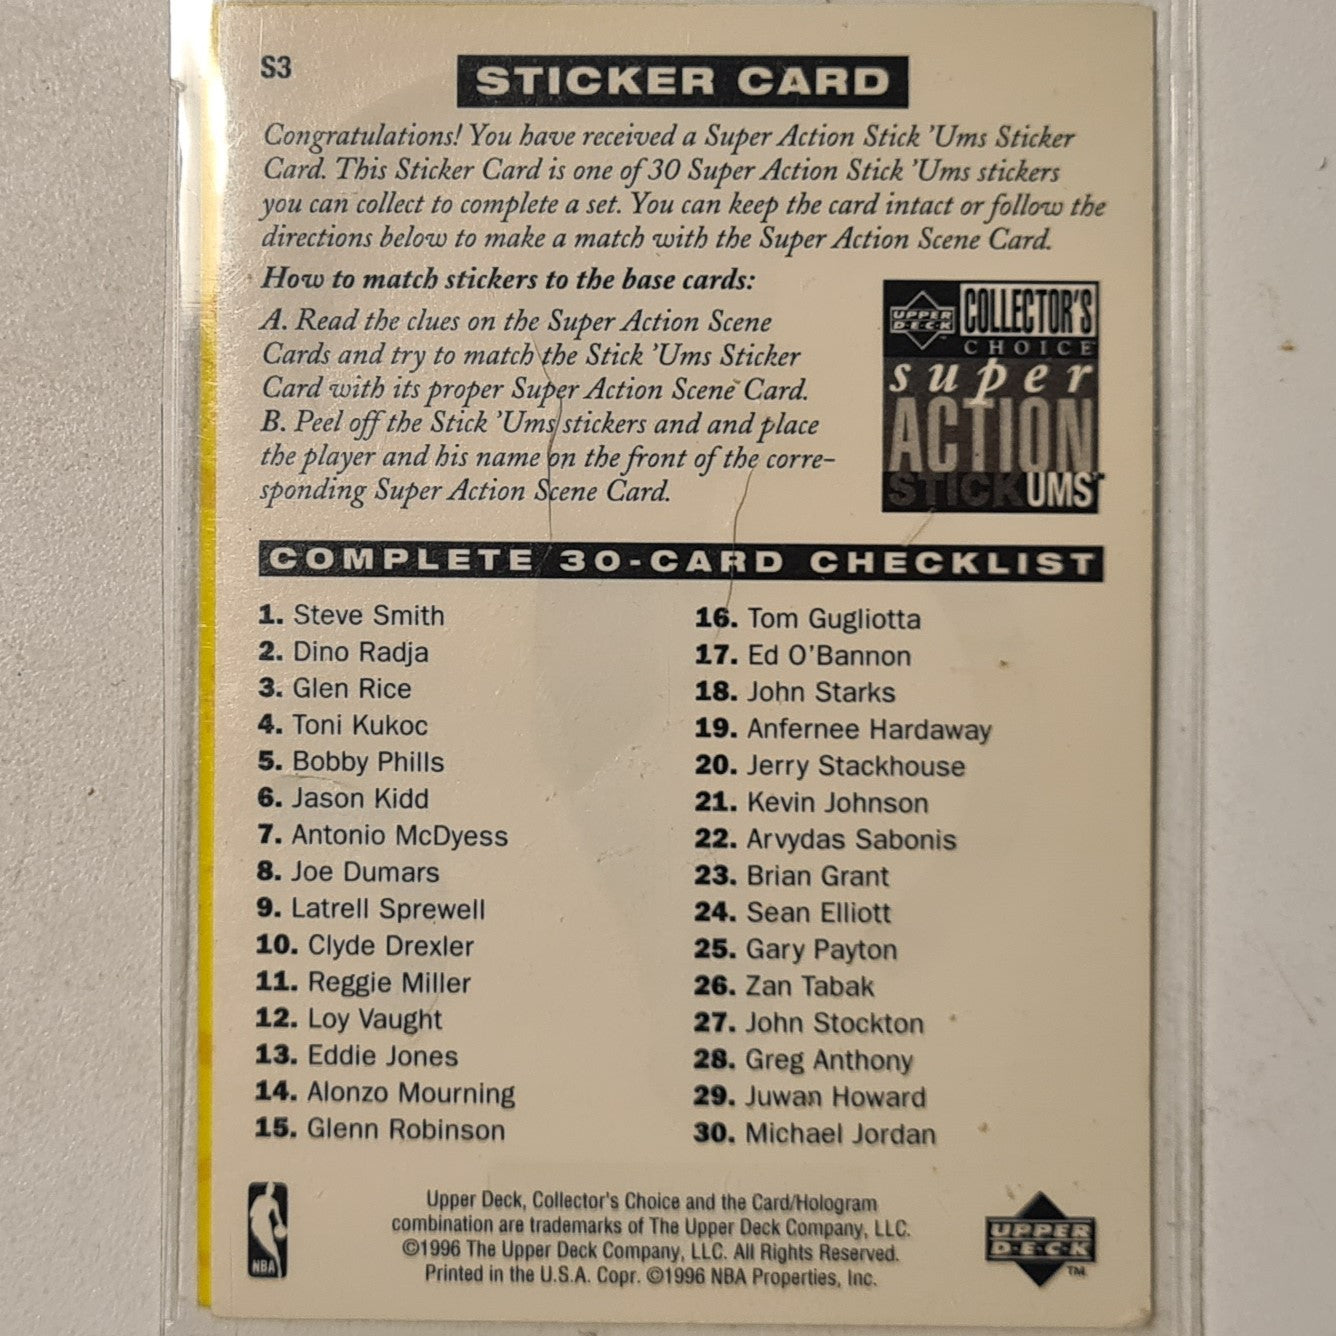 S3
STICKER CARD
Congratulations! You have received a Super Action Stick 'Ums Sticker
Card. This Sticker Card is one of 30 Super Action Stick 'Ums stickers
you can collect to complete a set. You can keep the card intact or follow the
directions below to make a match with the Super Action Scene Card.
How to match stickers to the base cards:
A. Read the clues on the Super Action Scene
Cards and try to match the Stick 'Ums Sticker
Card with its proper Super Action Scene Card.
B. Peel off the Stick 'Ums stickers and and place
the player and his name on the front of the corre-
sponding Super Action Scene Card.
UPPER
DECK
COLLECTOR'S
CHOICE
super
ACTION
STICKUMS™
COMPLETE 30-CARD CHECKLIST
1. Steve Smith
2. Dino Radja
3. Glen Rice
4. Toni Kukoc
5. Bobby Phills
6. Jason Kidd
7. Antonio McDyess
8. Joe Dumars
9. Latrell Sprewell
10. Clyde Drexler
11. Reggie Miller
12. Loy Vaught
13. Eddie Jones
14. Alonzo Mourning
15. Glenn Robinson
16. Tom Gugliotta
17. Ed O'Bannon
18. John Starks
19. Anfernee Hardaway
20. Jerry Stackhouse
21. Kevin Johnson
22. Arvydas Sabonis
23. Brian Grant
24. Sean Elliott
25. Gary Payton
26. Zan Tabak
27. John Stockton
28. Greg Anthony
29. Juwan Howard
30. Michael Jordan
NBA
Upper Deck, Collector's Choice and the Card/Hologram
combination are trademarks of The Upper Deck Company, LLC.
©1996 The Upper Deck Company, LLC. All Rights Reserved.
Printed in the U.S.A. Copr. ©1996 NBA Properties, Inc.
UPPER
DECK
™